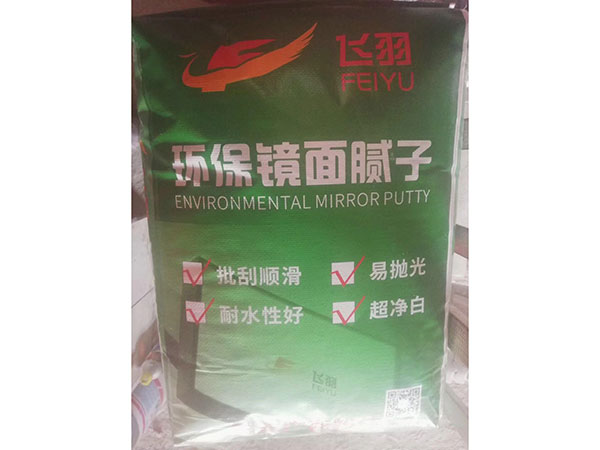 飞羽
FEIYU
环保镜面腻子
ENVIRONMENTAL MIRROR PUTTY
批刮顺滑 易抛光
耐水性好 超净白
飞羽
FEIYU